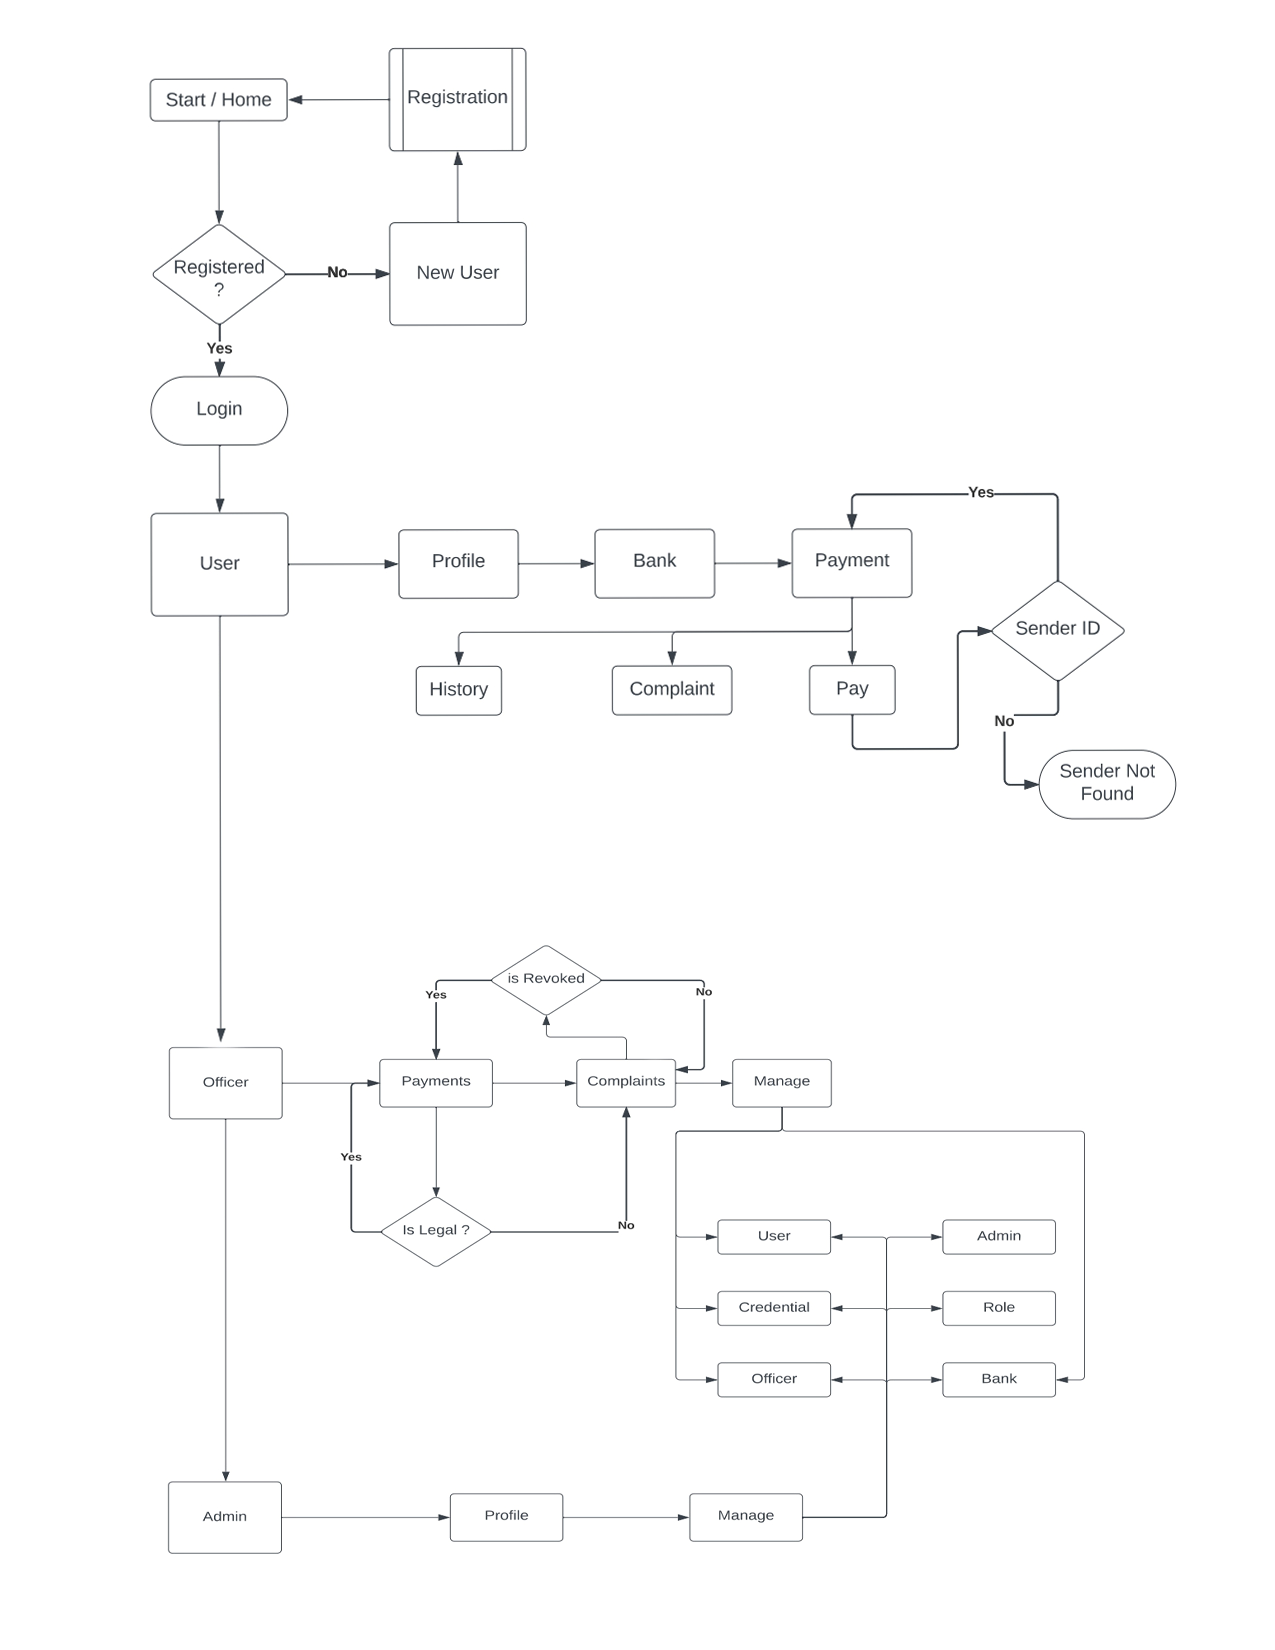 Registration
Start / Home
Registered
?
No
New User
Yes
Login
Yes
User
Profile
Bank
Payment
Sender ID
History
Complaint
Pay
No
Sender Not
Found
is Revoked
Yes
No
Officer
Payments
Complaints
Manage
Yes
Is Legal ?
No
User
Admin
Credential
Role
Officer
Bank
Admin
Profile
Manage